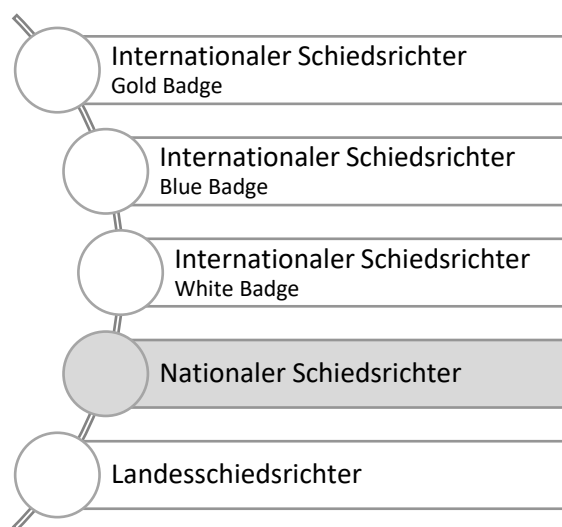 Internationaler Schiedsrichter
Gold Badge
Internationaler Schiedsrichter
Blue Badge
Internationaler Schiedsrichter
White Badge
Nationaler Schiedsrichter
Landesschiedsrichter